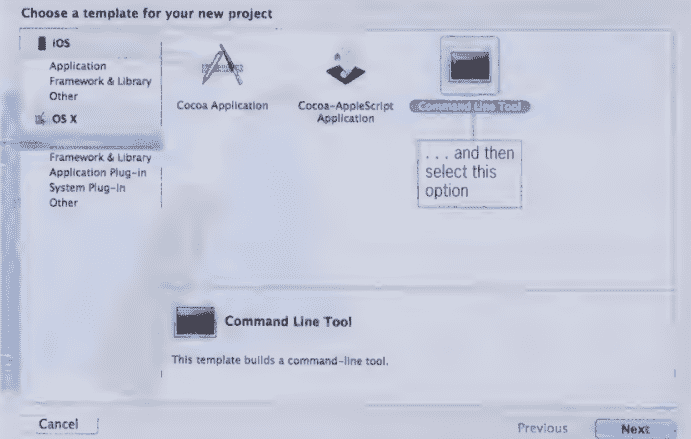 Choose a template for your new project
iOS
Application
Framework & Library
Other
OS X
Framework & Library
Application Plug-in
System Plug-in
Other
Cocoa Application
Cocoa-AppleScript
Application
Command Line Tool
. . . and then
select this
option
Command Line Tool
This template builds a command-line tool.
Cancel
Previous
Next